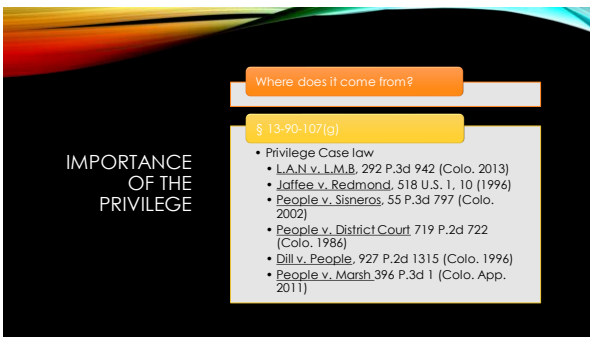 IMPORTANCE
OF THE
PRIVILEGE
Where does it come from?
§ 13-90-107(g)
• Privilege Case law
• L.A.N v. L.M.B, 292 P.3d 942 (Colo. 2013)
• Jaffee v. Redmond, 518 U.S. 1, 10 (1996)
• People v. Sisneros, 55 P.3d 797 (Colo.
2002)
• People v. District Court 719 P.2d 722
(Colo. 1986)
• Dill v. People, 927 P.2d 1315 (Colo. 1996)
• People v. Marsh 396 P.3d 1 (Colo. App.
2011)